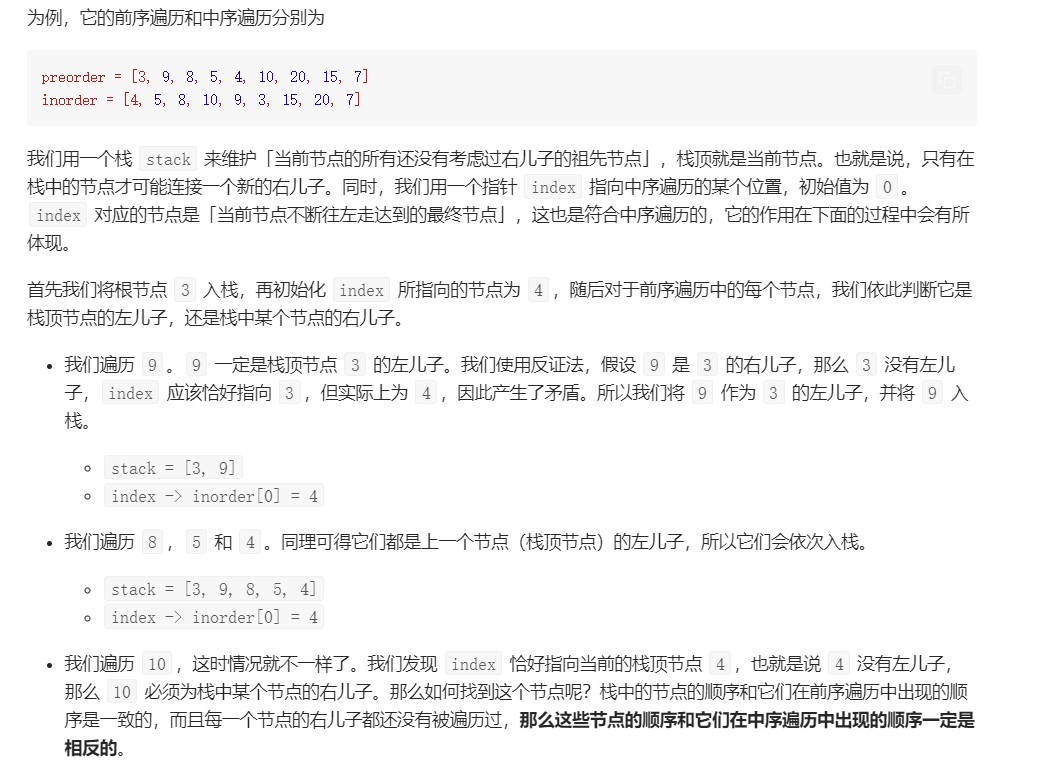 为例，它的前序遍历和中序遍历分别为
preorder = [3, 9, 8, 5, 4, 10, 20, 15, 7]
inorder = [4, 5, 8, 10, 9, 3, 15, 20, 7]
我们用一个栈 stack 来维护「当前节点的所有还没有考虑过右儿子的祖先节点」，栈顶就是当前节点。也就是说，只有在
栈中的节点才可能连接一个新的右儿子。同时，我们用一个指针 index 指向中序遍历的某个位置，初始值为 0 。
index 对应的节点是「当前节点不断往左走达到的最终节点」，这也是符合中序遍历的，它的作用在下面的过程中会有所
体现。
首先我们将根节点 3 入栈，再初始化 index 所指向的节点为 4 ，随后对于前序遍历中的每个节点，我们依此判断它是
栈顶节点的左儿子，还是栈中某个节点的右儿子。
• 我们遍历 9 。 9 一定是栈顶节点 3 的左儿子。我们使用反证法，假设 9 是 3 的右儿子，那么 3 没有左儿
子， index 应该恰好指向 3 ，但实际上为 4 ，因此产生了矛盾。所以我们将 9 作为 3 的左儿子，并将 9 入
栈。
◦ stack = [3, 9]
◦ index -> inorder[0] = 4
• 我们遍历 8 ， 5 和 4 。同理可得它们都是上一个节点（栈顶节点）的左儿子，所以它们会依次入栈。
◦ stack = [3, 9, 8, 5, 4]
◦ index -> inorder[0] = 4
• 我们遍历 10 ，这时情况就不一样了。我们发现 index 恰好指向当前的栈顶节点 4 ，也就是说 4 没有左儿子，
那么 10 必须为栈中某个节点的右儿子。那么如何找到这个节点呢？栈中的节点的顺序和它们在前序遍历中出现的顺
序是一致的，而且每一个节点的右儿子都还没有被遍历过，那么这些节点的顺序和它们在中序遍历中出现的顺序一定是
相反的。